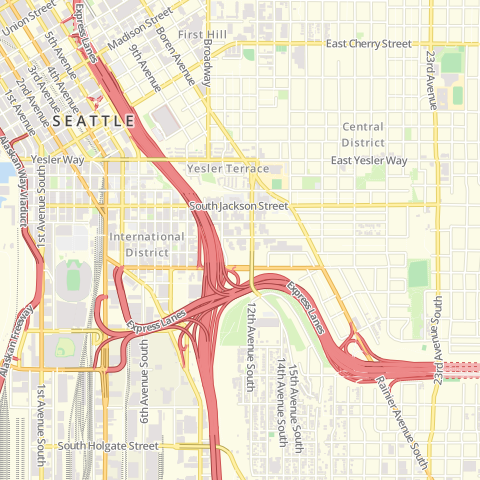 Union Street
Express Lanes
Madison Street
First Hill
East Cherry Street
5th Avenue
Boren Avenue
Broadway
9th Avenue
4th Avenue
3rd Avenue
2nd Avenue
1st Avenue
23rd Avenue
SEATTLE
Central
District
Yesler Way
East Yesler Way
Yesler Terrace
Alaskan Way Viaduct
1st Avenue South
South Jackson Street
International
District
Express Lanes
Express Lanes
Alaskan Freeway
12th Avenue South
23rd Avenue South
6th Avenue South
15th Avenue South
14th Avenue South
1st Avenue South
Rainier Avenue South
South Holgate Street